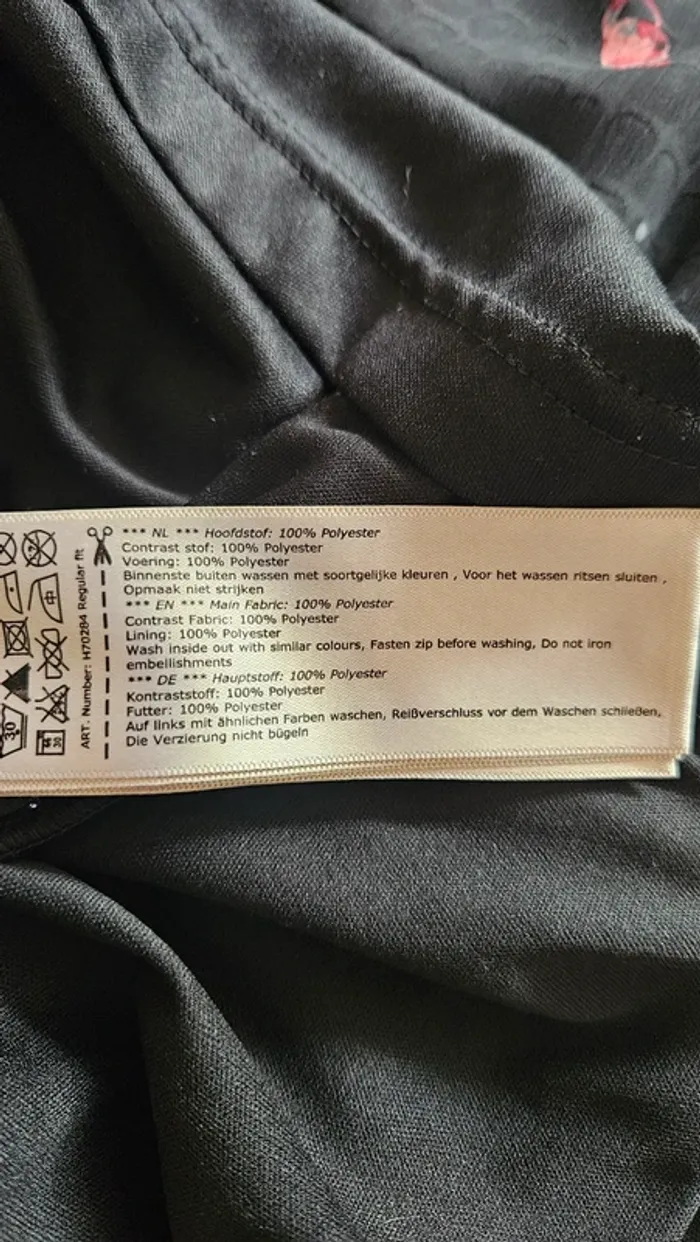 *** NL *** Hoofdstof: 100% Polyester
Contrast stof: 100% Polyester
Voering: 100% Polyester
Binnenste buiten wassen met soortgelijke kleuren , Voor het wassen ritsen sluiten ,
Opmaak niet strijken
*** EN *** Main Fabric: 100% Polyester
Contrast Fabric: 100% Polyester
Lining: 100% Polyester
Wash inside out with similar colours, Fasten zip before washing, Do not iron
embellishments
*** DE *** Hauptstoff: 100% Polyester
Kontraststoff: 100% Polyester
Futter: 100% Polyester
Auf links mit ähnlichen Farben waschen, Reißverschluss vor dem Waschen schließen,
Die Verzierung nicht bügeln
ART. Number: H70284 Regular fit
30
30